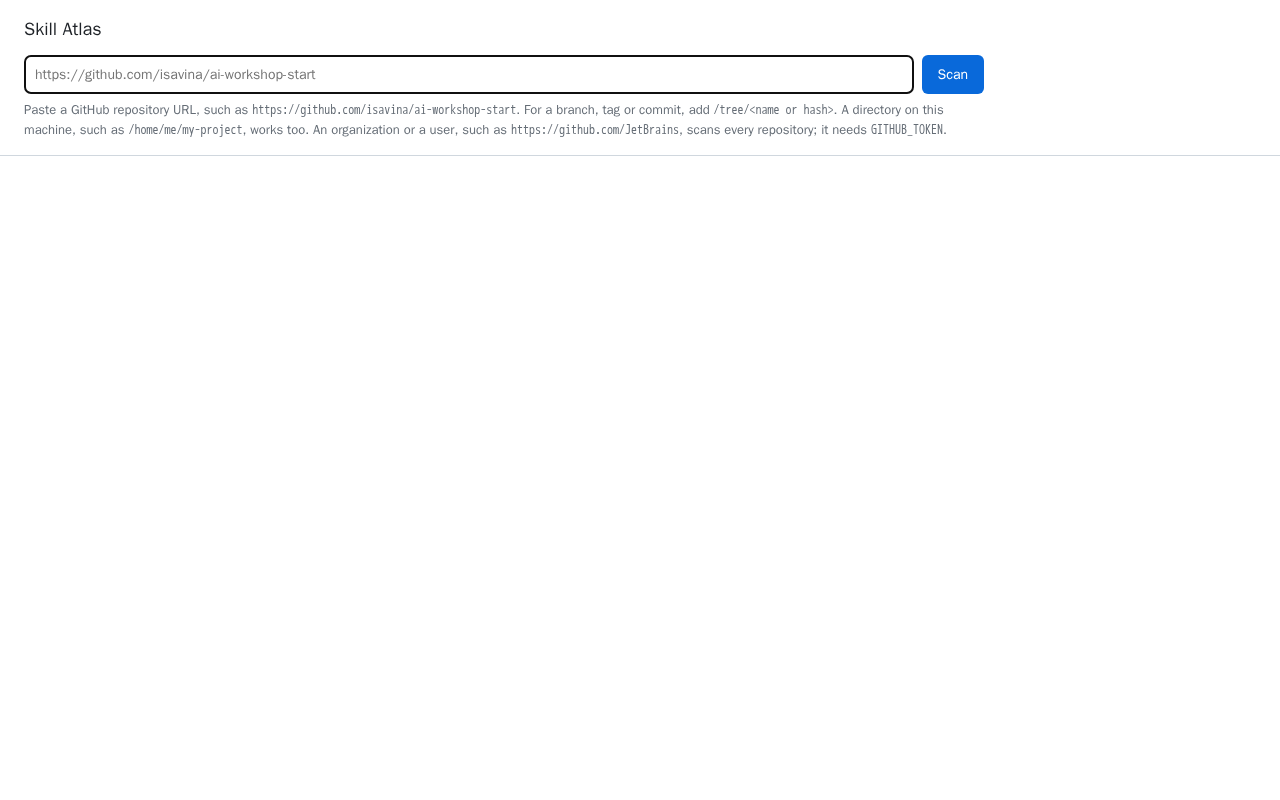 Skill Atlas
https://github.com/isavina/ai-workshop-start
Scan
Paste a GitHub repository URL, such as https://github.com/isavina/ai-workshop-start. For a branch, tag or commit, add /tree/<name or hash>. A directory on this
machine, such as /home/me/my-project, works too. An organization or a user, such as https://github.com/JetBrains, scans every repository; it needs GITHUB_TOKEN.